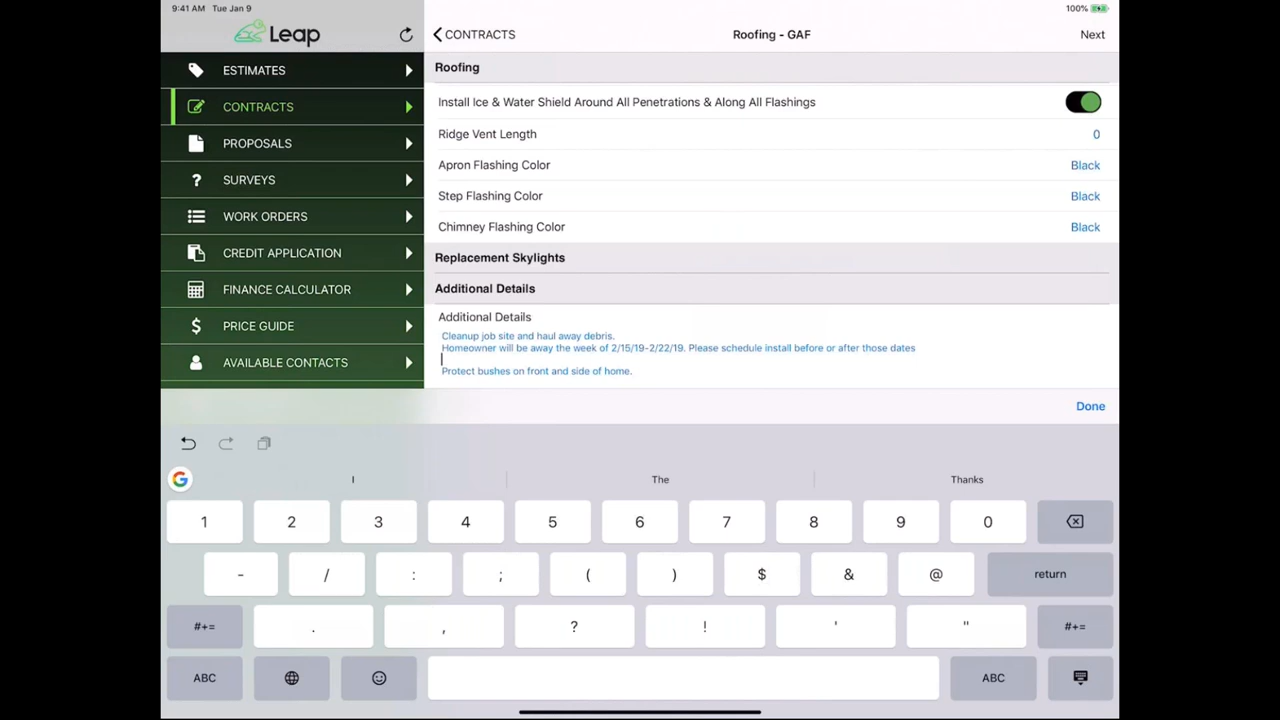 9:41 AM Tue Jan 9
100%
Leap
CONTRACTS
Roofing - GAF
Next
ESTIMATES
CONTRACTS
PROPOSALS
? SURVEYS
WORK ORDERS
CREDIT APPLICATION
FINANCE CALCULATOR
$ PRICE GUIDE
AVAILABLE CONTACTS
Roofing
Install Ice & Water Shield Around All Penetrations & Along All Flashings
Ridge Vent Length 0
Apron Flashing Color Black
Step Flashing Color Black
Chimney Flashing Color Black
Replacement Skylights
Additional Details
Additional Details
Cleanup job site and haul away debris.
Homeowner will be away the week of 2/15/19-2/22/19. Please schedule install before or after those dates
Protect bushes on front and side of home.
Done
G I The Thanks
1 2 3 4 5 6 7 8 9 0
- / : ; ( ) $ & @ return
#+= . , ? ! ' " #+=
ABC ABC